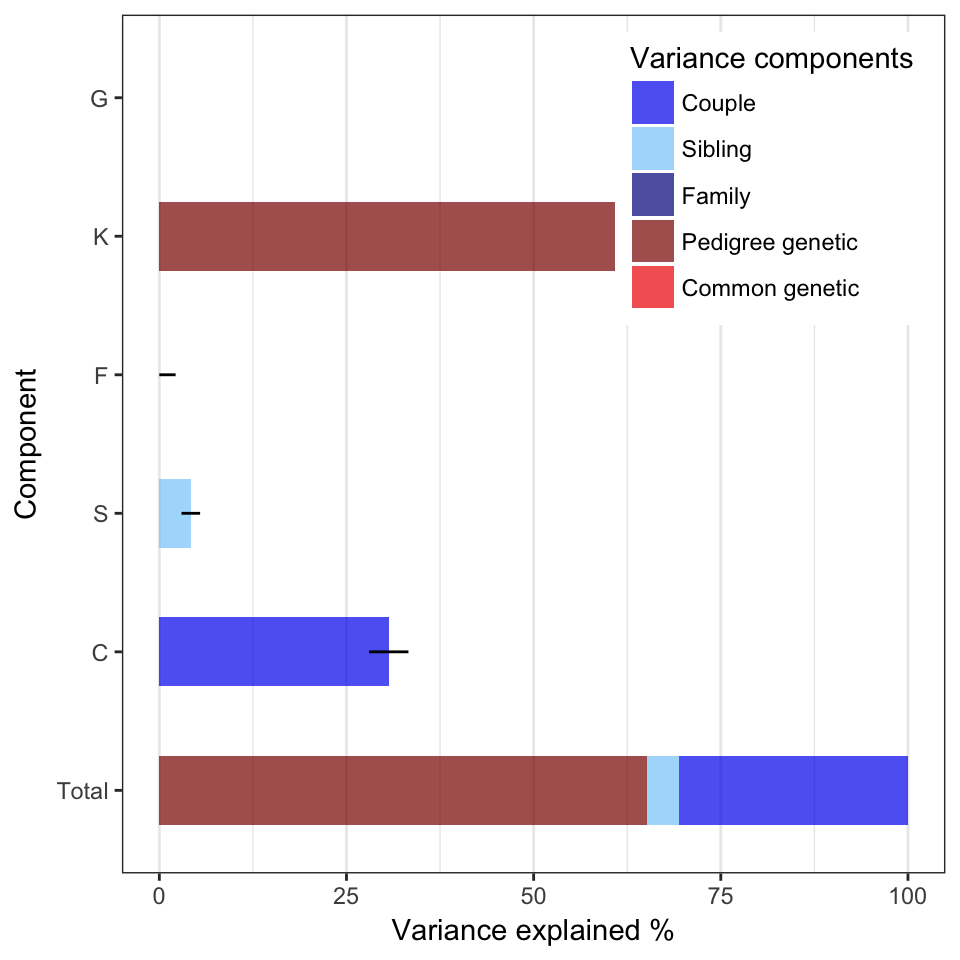 Variance components
Couple
Sibling
Family
Pedigree genetic
Common genetic
Component
G
K
F
S
C
Total
0 25 50 75 100
Variance explained %